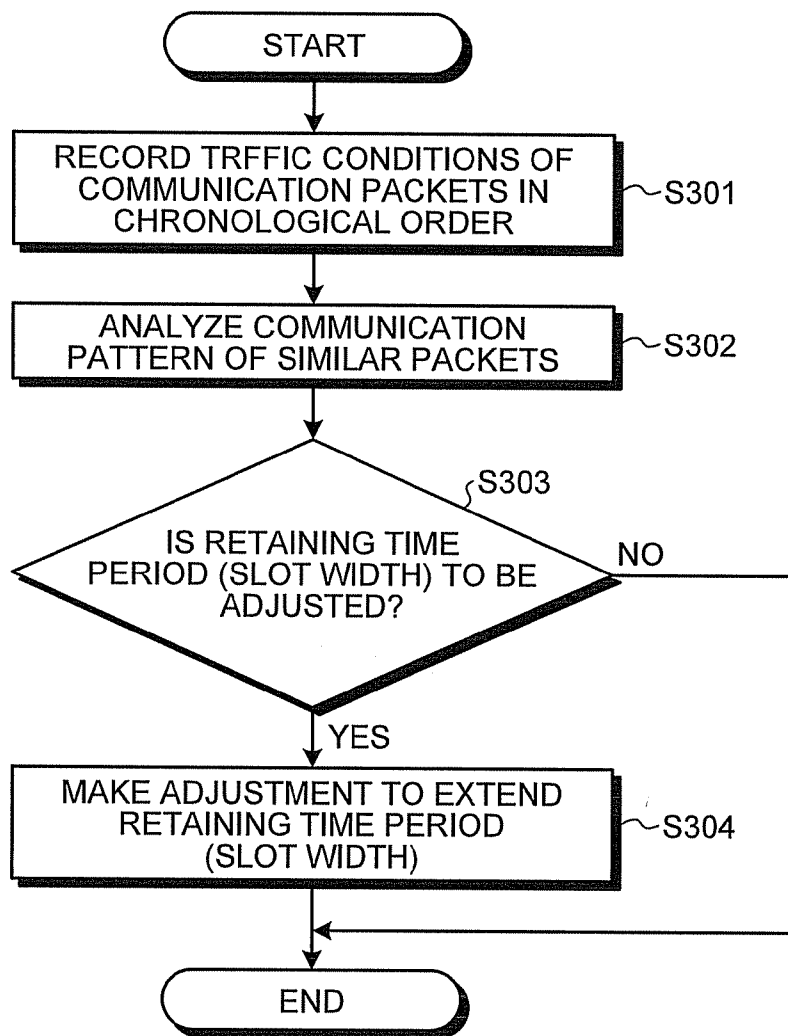 START
RECORD TRFFIC CONDITIONS OF
COMMUNICATION PACKETS IN
CHRONOLOGICAL ORDER
S301
ANALYZE COMMUNICATION
PATTERN OF SIMILAR PACKETS
S302
S303
IS RETAINING TIME
PERIOD (SLOT WIDTH) TO BE
ADJUSTED?
NO
YES
MAKE ADJUSTMENT TO EXTEND
RETAINING TIME PERIOD
(SLOT WIDTH)
S304
END